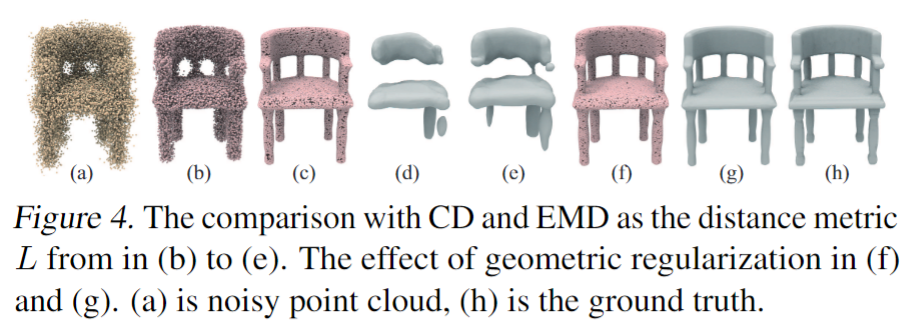 (a) (b) (c) (d) (e) (f) (g) (h)
Figure 4. The comparison with CD and EMD as the distance metric
L from in (b) to (e). The effect of geometric regularization in (f)
and (g). (a) is noisy point cloud, (h) is the ground truth.